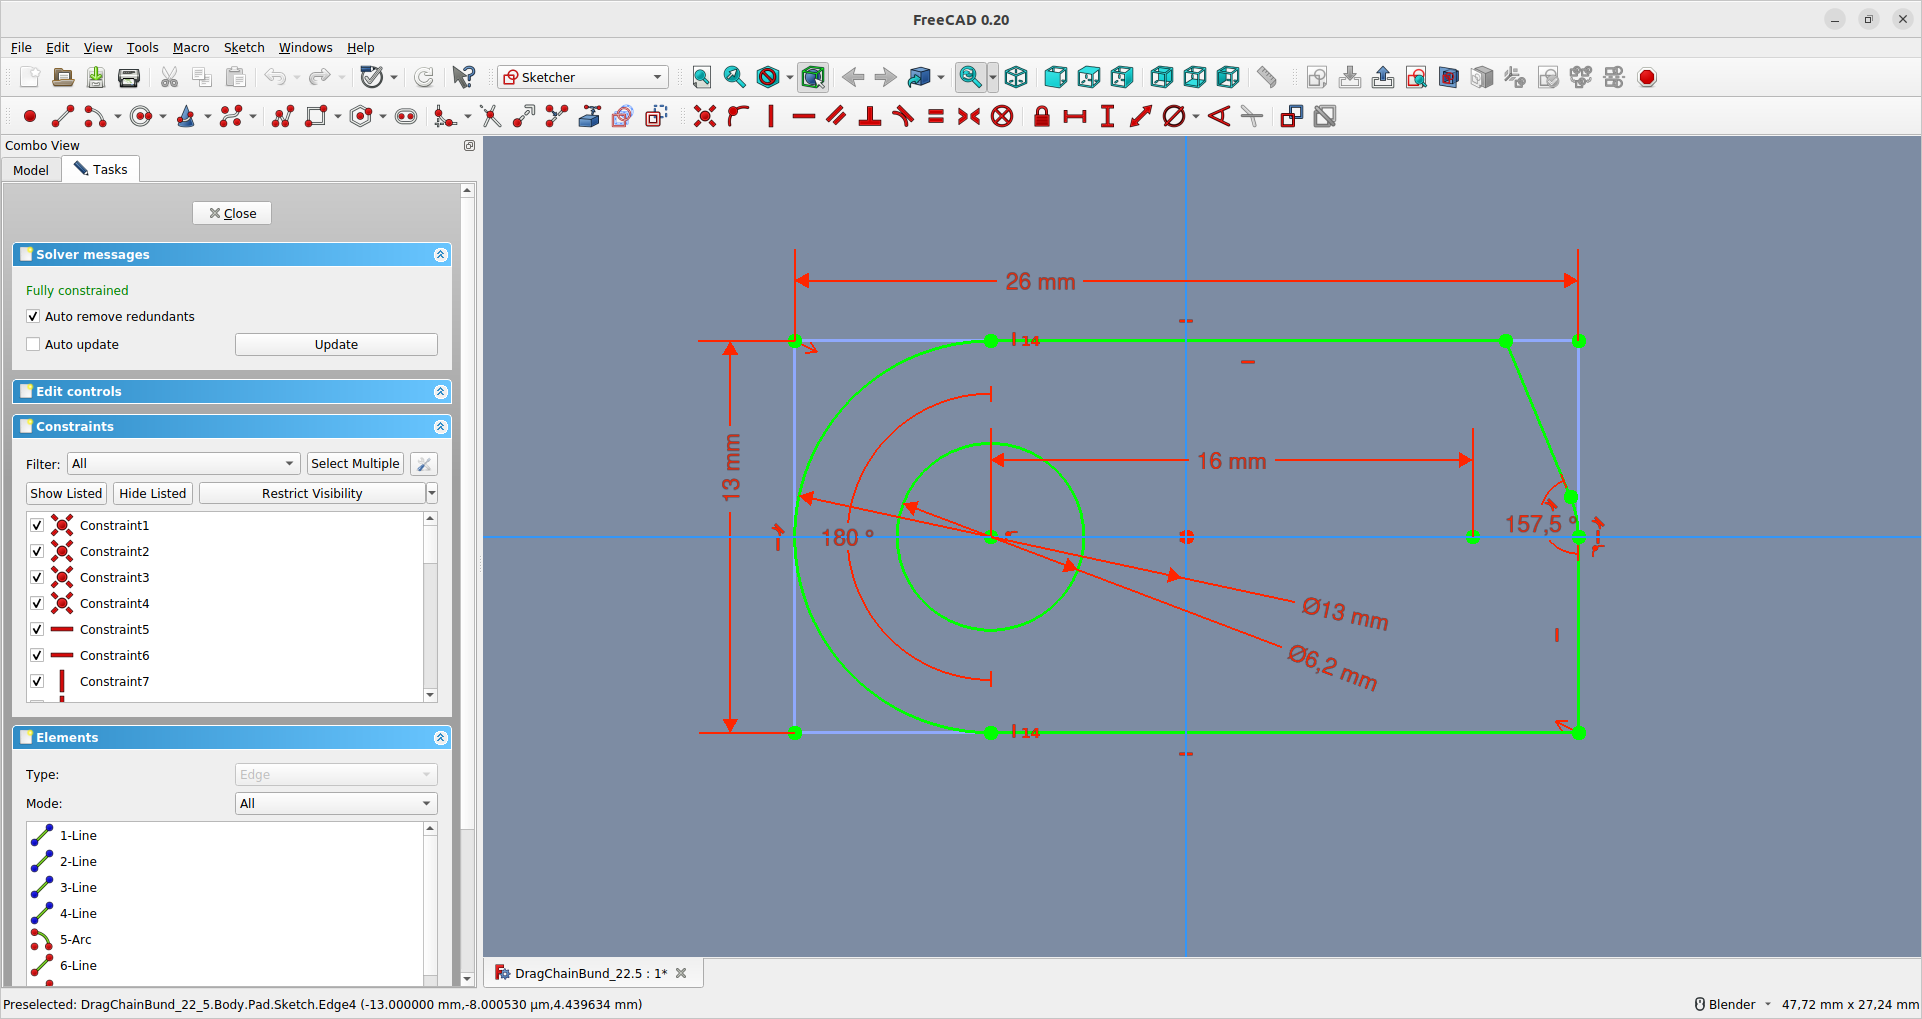 FreeCAD 0.20
File Edit View Tools Macro Sketch Windows Help
Sketcher
Combo View
Model Tasks
Close
Solver messages
Fully constrained
Auto remove redundants
Auto update Update
Edit controls
Constraints
Filter: All Select Multiple
Show Listed Hide Listed Restrict Visibility
Constraint1
Constraint2
Constraint3
Constraint4
Constraint5
Constraint6
Constraint7
Elements
Type: Edge
Mode: All
1-Line
2-Line
3-Line
4-Line
5-Arc
6-Line
26 mm
14
13 mm
16 mm
157,5 °
180 °
Ø13 mm
Ø6,2 mm
14
DragChainBund_22.5 : 1*
Preselected: DragChainBund_22_5.Body.Pad.Sketch.Edge4 (-13.000000 mm,-8.000530 µm,4.439634 mm) Blender 47,72 mm x 27,24 mm